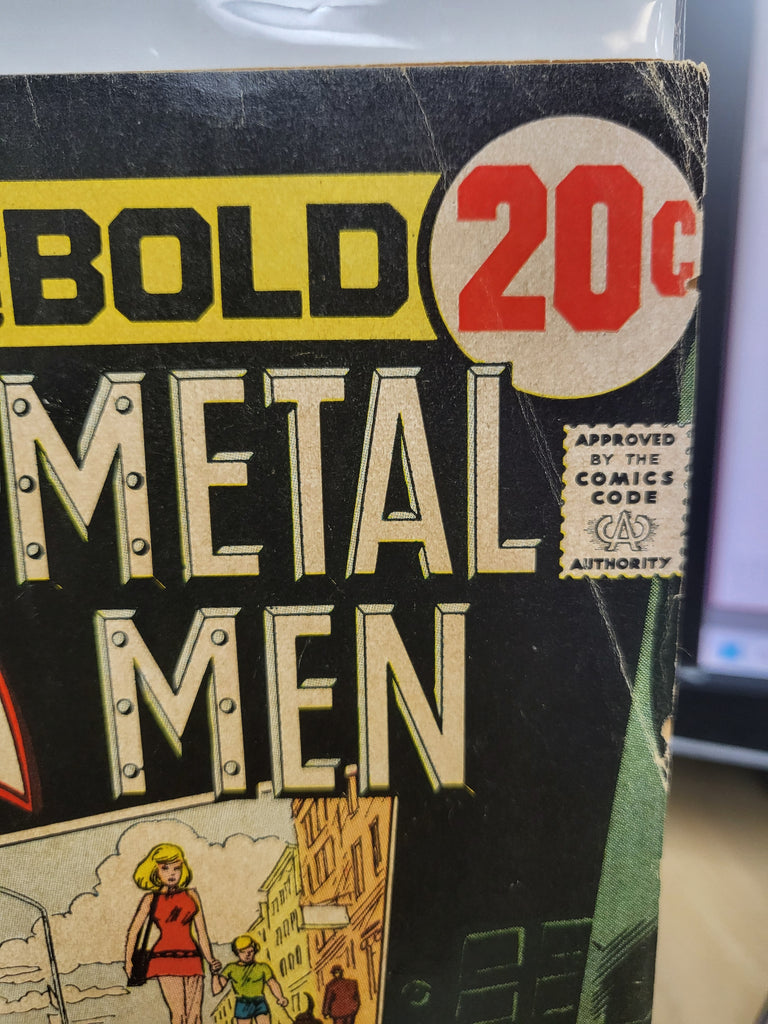 BOLD
20¢
METAL
MEN
APPROVED
BY THE
COMICS
CODE
CA
AUTHORITY